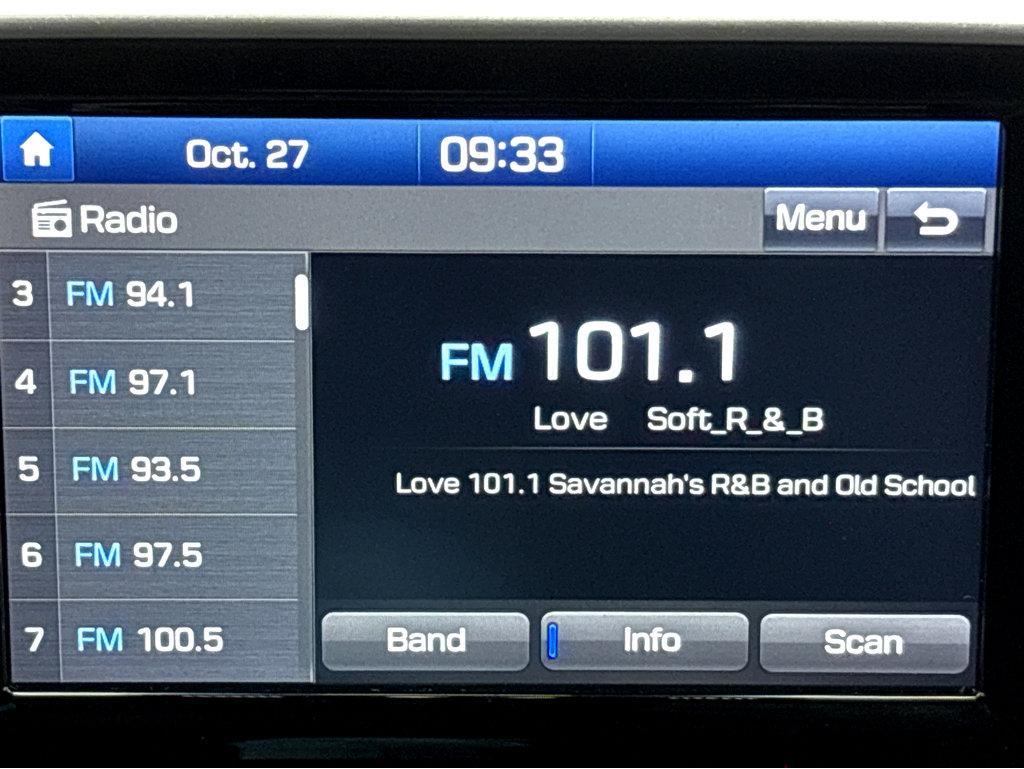 Oct. 27 09:33
Radio Menu
3 FM 94.1
4 FM 97.1
5 FM 93.5
6 FM 97.5
7 FM 100.5
FM 101.1
Love Soft_R_&_B
Love 101.1 Savannah's R&B and Old School
Band Info Scan